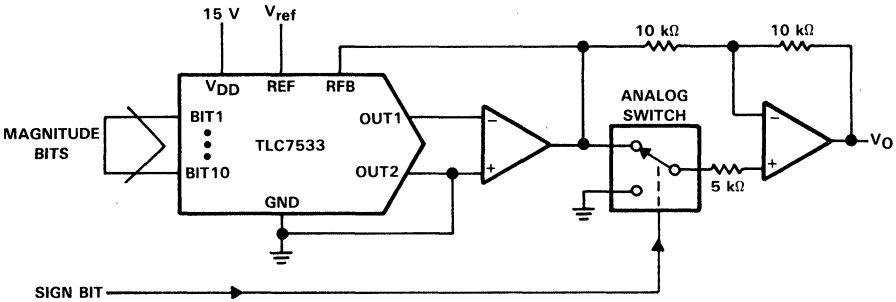 15 V
Vref
10 kΩ
10 kΩ
VDD
REF
RFB
ANALOG
SWITCH
BIT1
OUT1
−
−
MAGNITUDE
BITS
TLC7533
VO
BIT10
OUT2
+
+
5 kΩ
GND
SIGN BIT